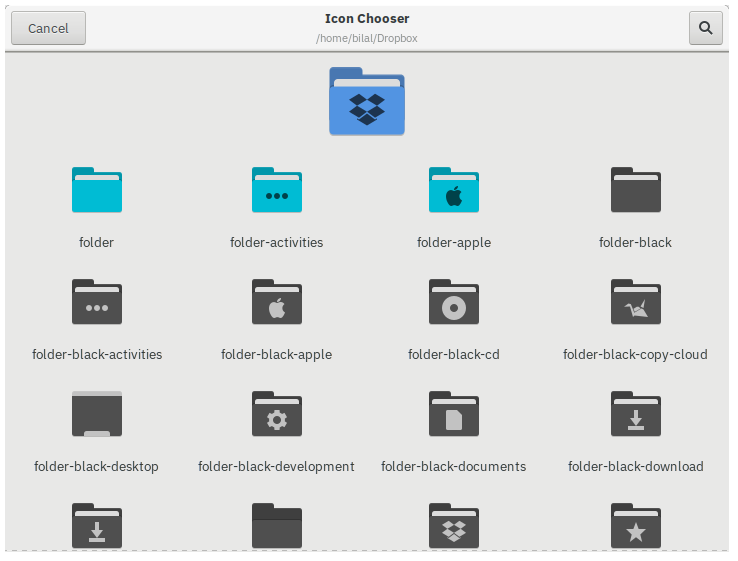 Cancel
Icon Chooser
/home/bilal/Dropbox
folder
folder-activities
folder-apple
folder-black
folder-black-activities
folder-black-apple
folder-black-cd
folder-black-copy-cloud
folder-black-desktop
folder-black-development
folder-black-documents
folder-black-download